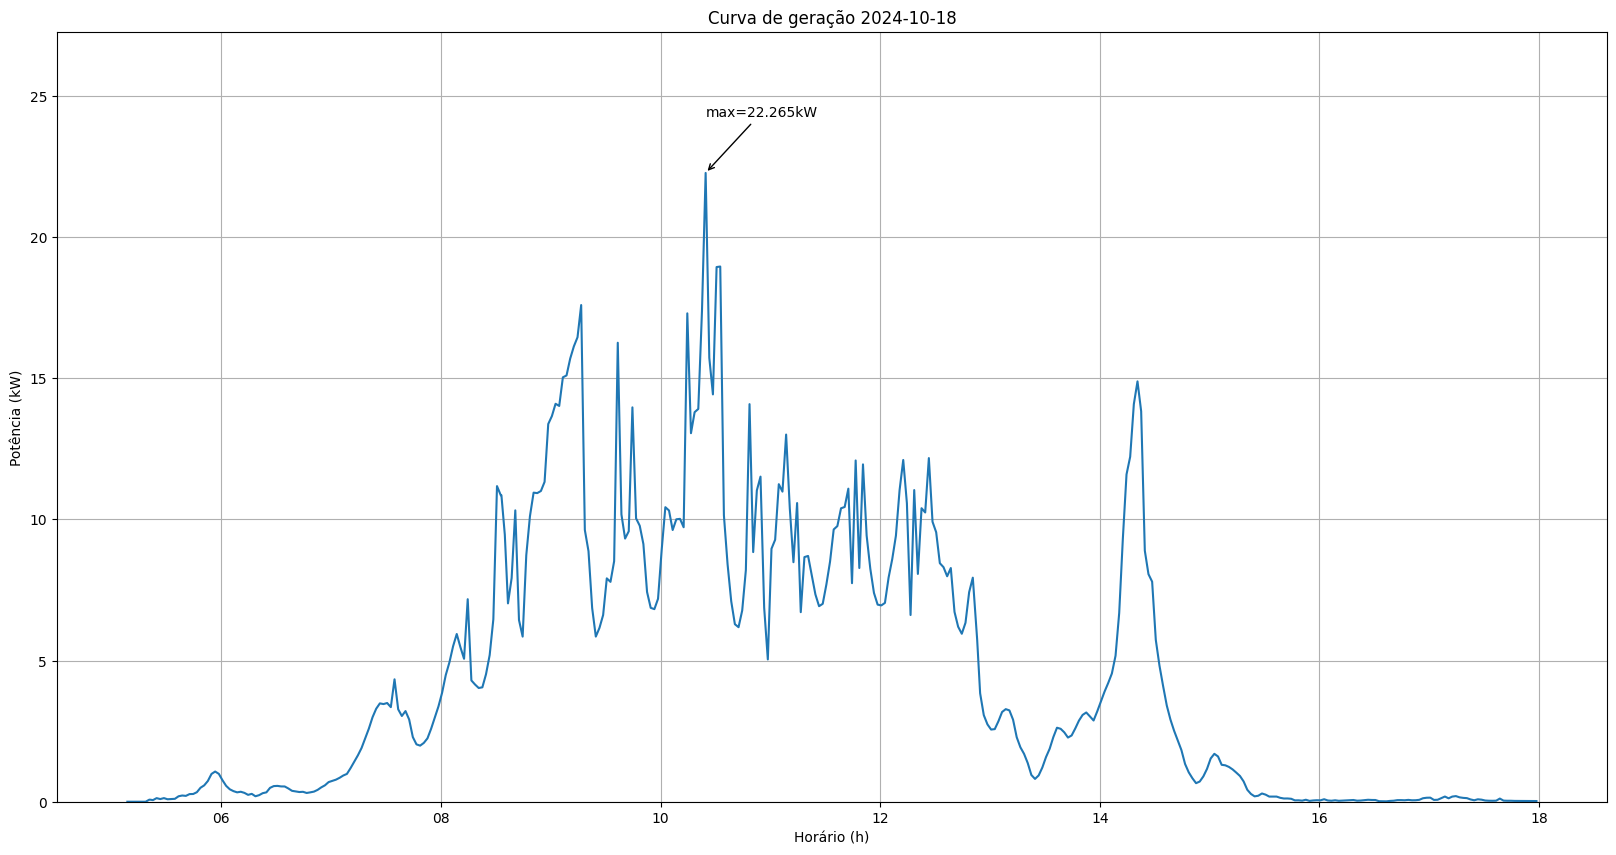 Curva de geração 2024-10-18
25
max=22.265kW
20
15
Potência (kW)
10
5
0
06 08 10 12 14 16 18
Horário (h)